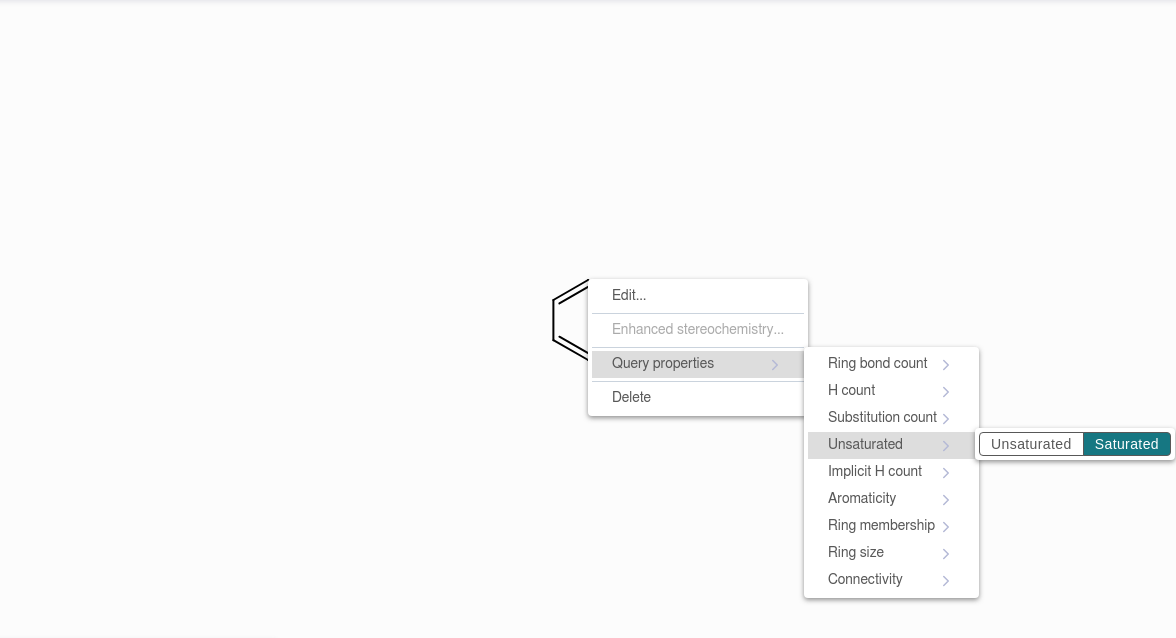 Edit...
Enhanced stereochemistry...
Query properties
Delete
Ring bond count
H count
Substitution count
Unsaturated
Unsaturated Saturated
Implicit H count
Aromaticity
Ring membership
Ring size
Connectivity